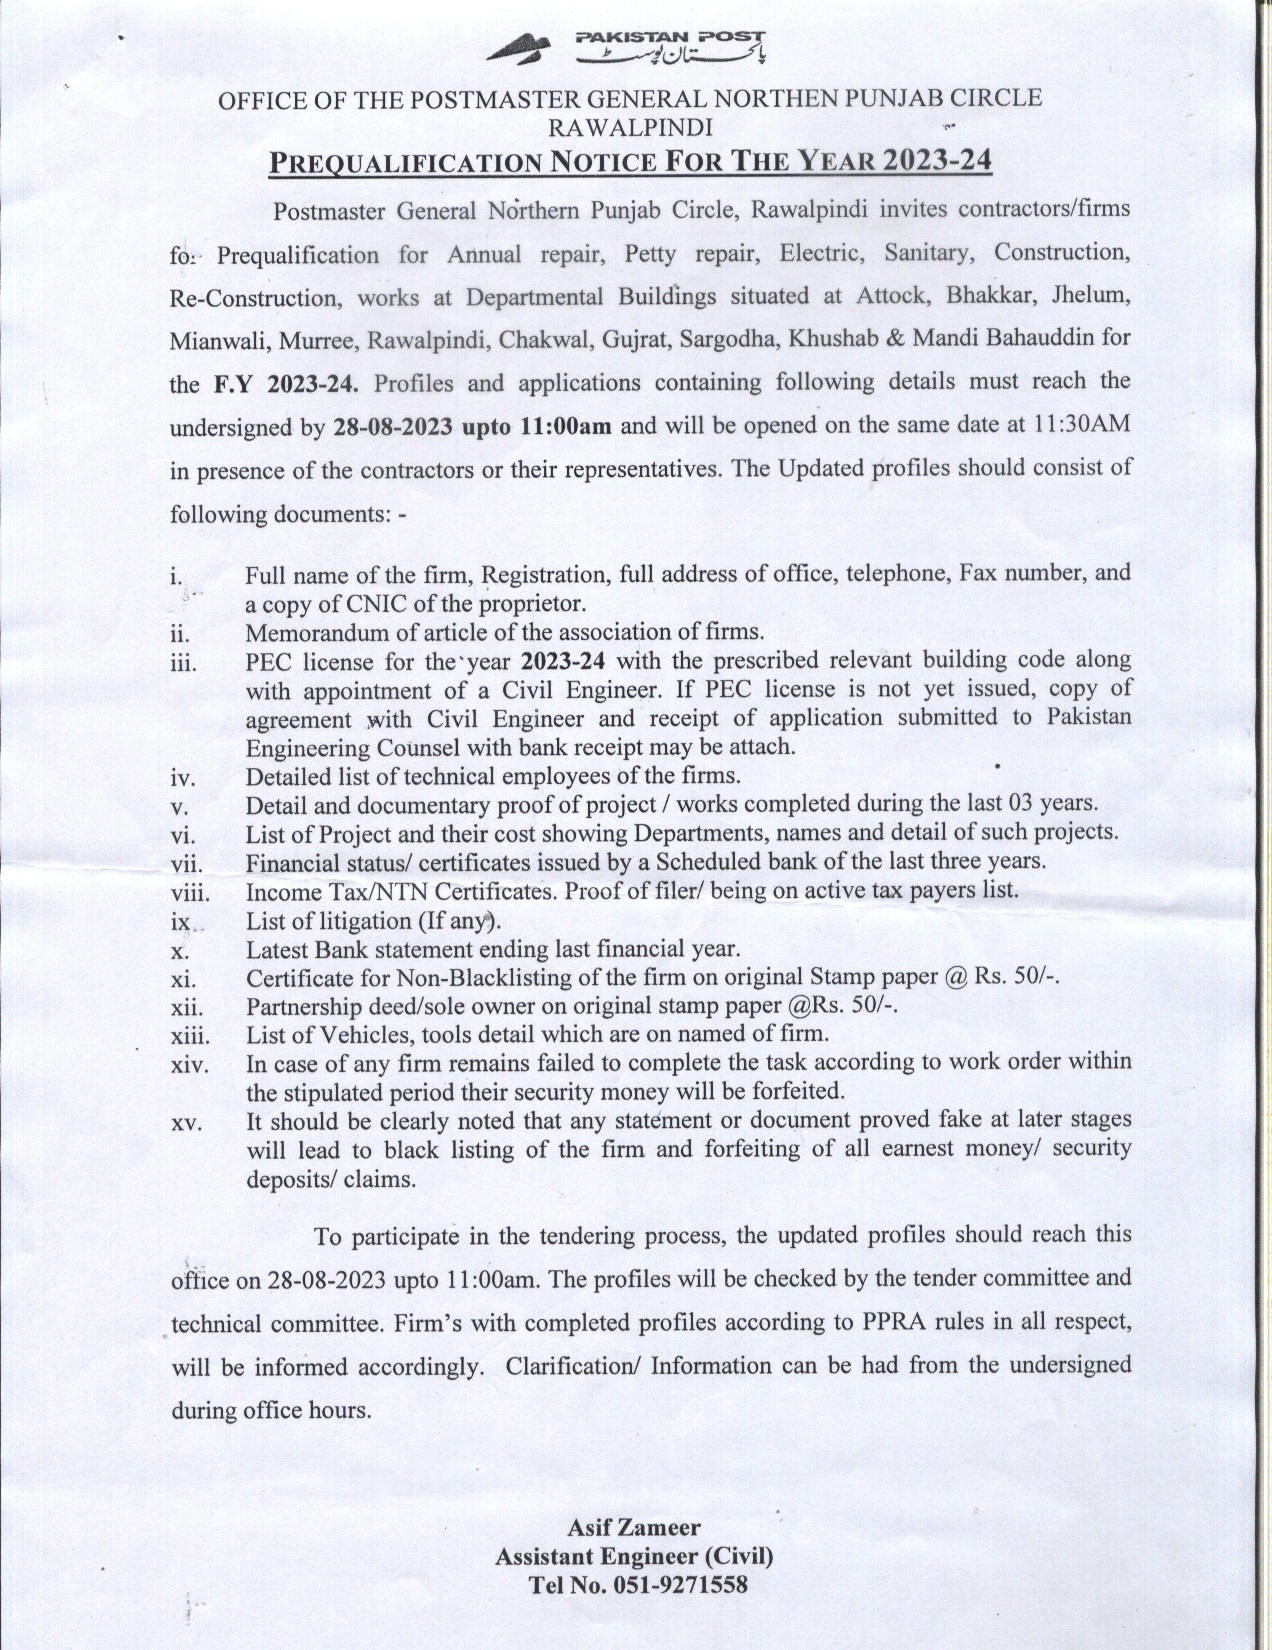 PAKISTAN POST
پاکستان پوسٹ
OFFICE OF THE POSTMASTER GENERAL NORTHEN PUNJAB CIRCLE
RAWALPINDI
PREQUALIFICATION NOTICE FOR THE YEAR 2023-24
Postmaster General Northern Punjab Circle, Rawalpindi invites contractors/firms
for Prequalification for Annual repair, Petty repair, Electric, Sanitary, Construction,
Re-Construction, works at Departmental Buildings situated at Attock, Bhakkar, Jhelum,
Mianwali, Murree, Rawalpindi, Chakwal, Gujrat, Sargodha, Khushab & Mandi Bahauddin for
the F.Y 2023-24. Profiles and applications containing following details must reach the
undersigned by 28-08-2023 upto 11:00am and will be opened on the same date at 11:30AM
in presence of the contractors or their representatives. The Updated profiles should consist of
following documents: -
i. Full name of the firm, Registration, full address of office, telephone, Fax number, and
a copy of CNIC of the proprietor.
ii. Memorandum of article of the association of firms.
iii. PEC license for the year 2023-24 with the prescribed relevant building code along
with appointment of a Civil Engineer. If PEC license is not yet issued, copy of
agreement with Civil Engineer and receipt of application submitted to Pakistan
Engineering Counsel with bank receipt may be attach.
iv. Detailed list of technical employees of the firms.
v. Detail and documentary proof of project / works completed during the last 03 years.
vi. List of Project and their cost showing Departments, names and detail of such projects.
vii. Financial status/ certificates issued by a Scheduled bank of the last three years.
viii. Income Tax/NTN Certificates. Proof of filer/ being on active tax payers list.
ix. List of litigation (If any).
x. Latest Bank statement ending last financial year.
xi. Certificate for Non-Blacklisting of the firm on original Stamp paper @ Rs. 50/-.
xii. Partnership deed/sole owner on original stamp paper @Rs. 50/-.
xiii. List of Vehicles, tools detail which are on named of firm.
xiv. In case of any firm remains failed to complete the task according to work order within
the stipulated period their security money will be forfeited.
xv. It should be clearly noted that any statement or document proved fake at later stages
will lead to black listing of the firm and forfeiting of all earnest money/ security
deposits/ claims.
To participate in the tendering process, the updated profiles should reach this
office on 28-08-2023 upto 11:00am. The profiles will be checked by the tender committee and
technical committee. Firm's with completed profiles according to PPRA rules in all respect,
will be informed accordingly. Clarification/ Information can be had from the undersigned
during office hours.
Asif Zameer
Assistant Engineer (Civil)
Tel No. 051-9271558